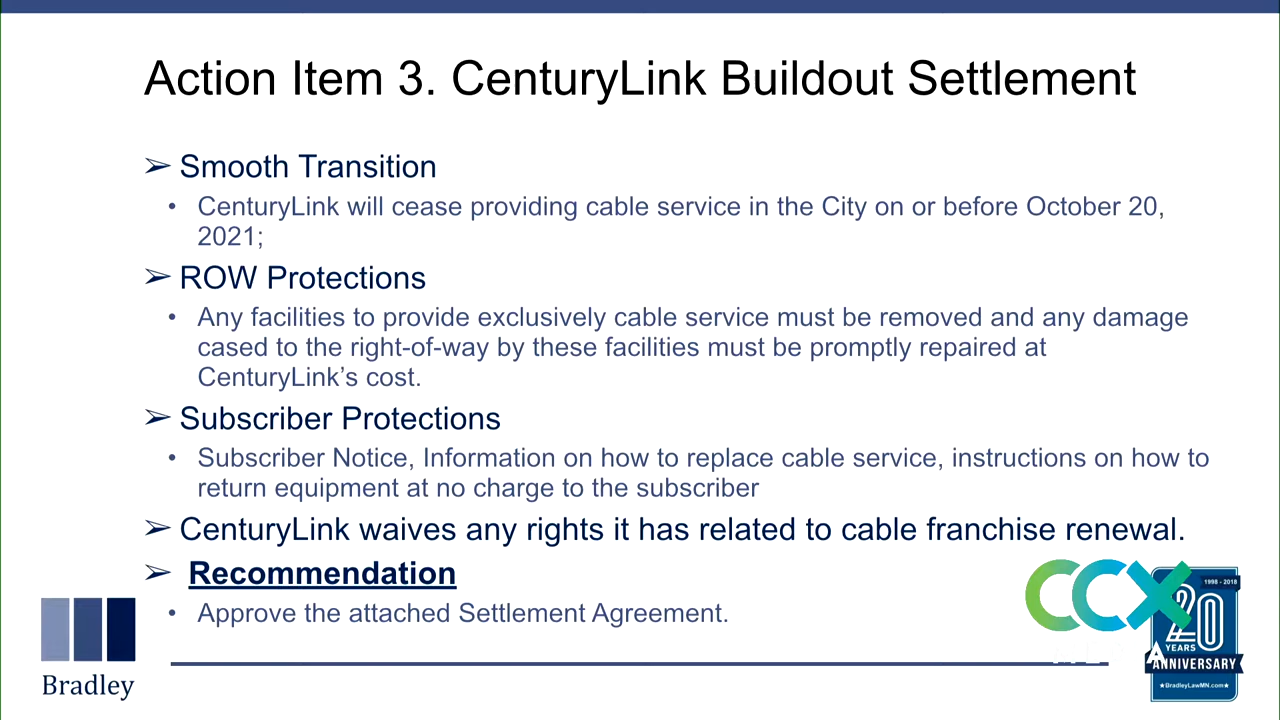 Action Item 3. CenturyLink Buildout Settlement
➢ Smooth Transition
• CenturyLink will cease providing cable service in the City on or before October 20,
2021;
➢ ROW Protections
• Any facilities to provide exclusively cable service must be removed and any damage
cased to the right-of-way by these facilities must be promptly repaired at
CenturyLink’s cost.
➢ Subscriber Protections
• Subscriber Notice, Information on how to replace cable service, instructions on how to
return equipment at no charge to the subscriber
➢ CenturyLink waives any rights it has related to cable franchise renewal.
➢ Recommendation
• Approve the attached Settlement Agreement.
Bradley
CCX
1998 - 2018
20
YEARS
ANNIVERSARY
★BradleyLawMN.com★